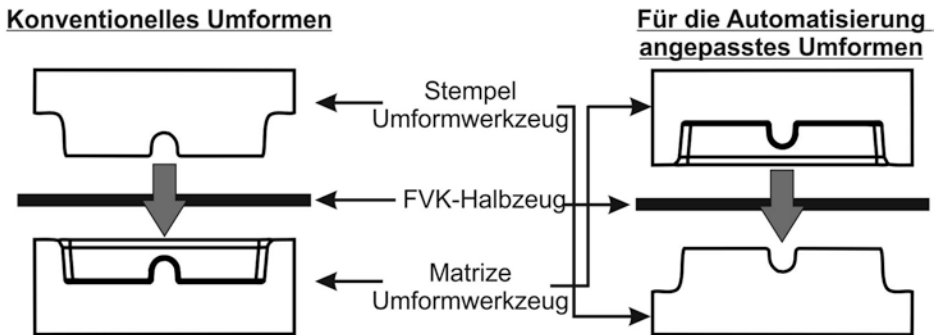 Konventionelles Umformen
Für die Automatisierung
angepasstes Umformen
Stempel
Umformwerkzeug
FVK-Halbzeug
Matrize
Umformwerkzeug